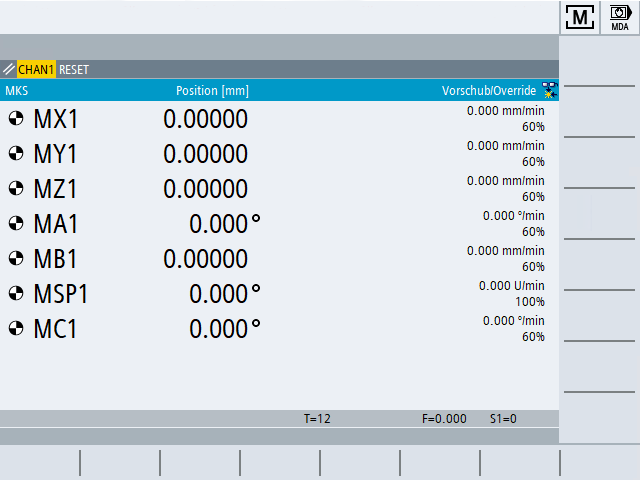 M
MDA
CHAN1 RESET
MKS Position [mm] Vorschub/Override
MX1 0.00000 0.000 mm/min
60%
MY1 0.00000 0.000 mm/min
60%
MZ1 0.00000 0.000 mm/min
60%
MA1 0.000° 0.000 °/min
60%
MB1 0.00000 0.000 mm/min
60%
MSP1 0.000° 0.000 U/min
100%
MC1 0.000° 0.000 °/min
60%
T=12 F=0.000 S1=0